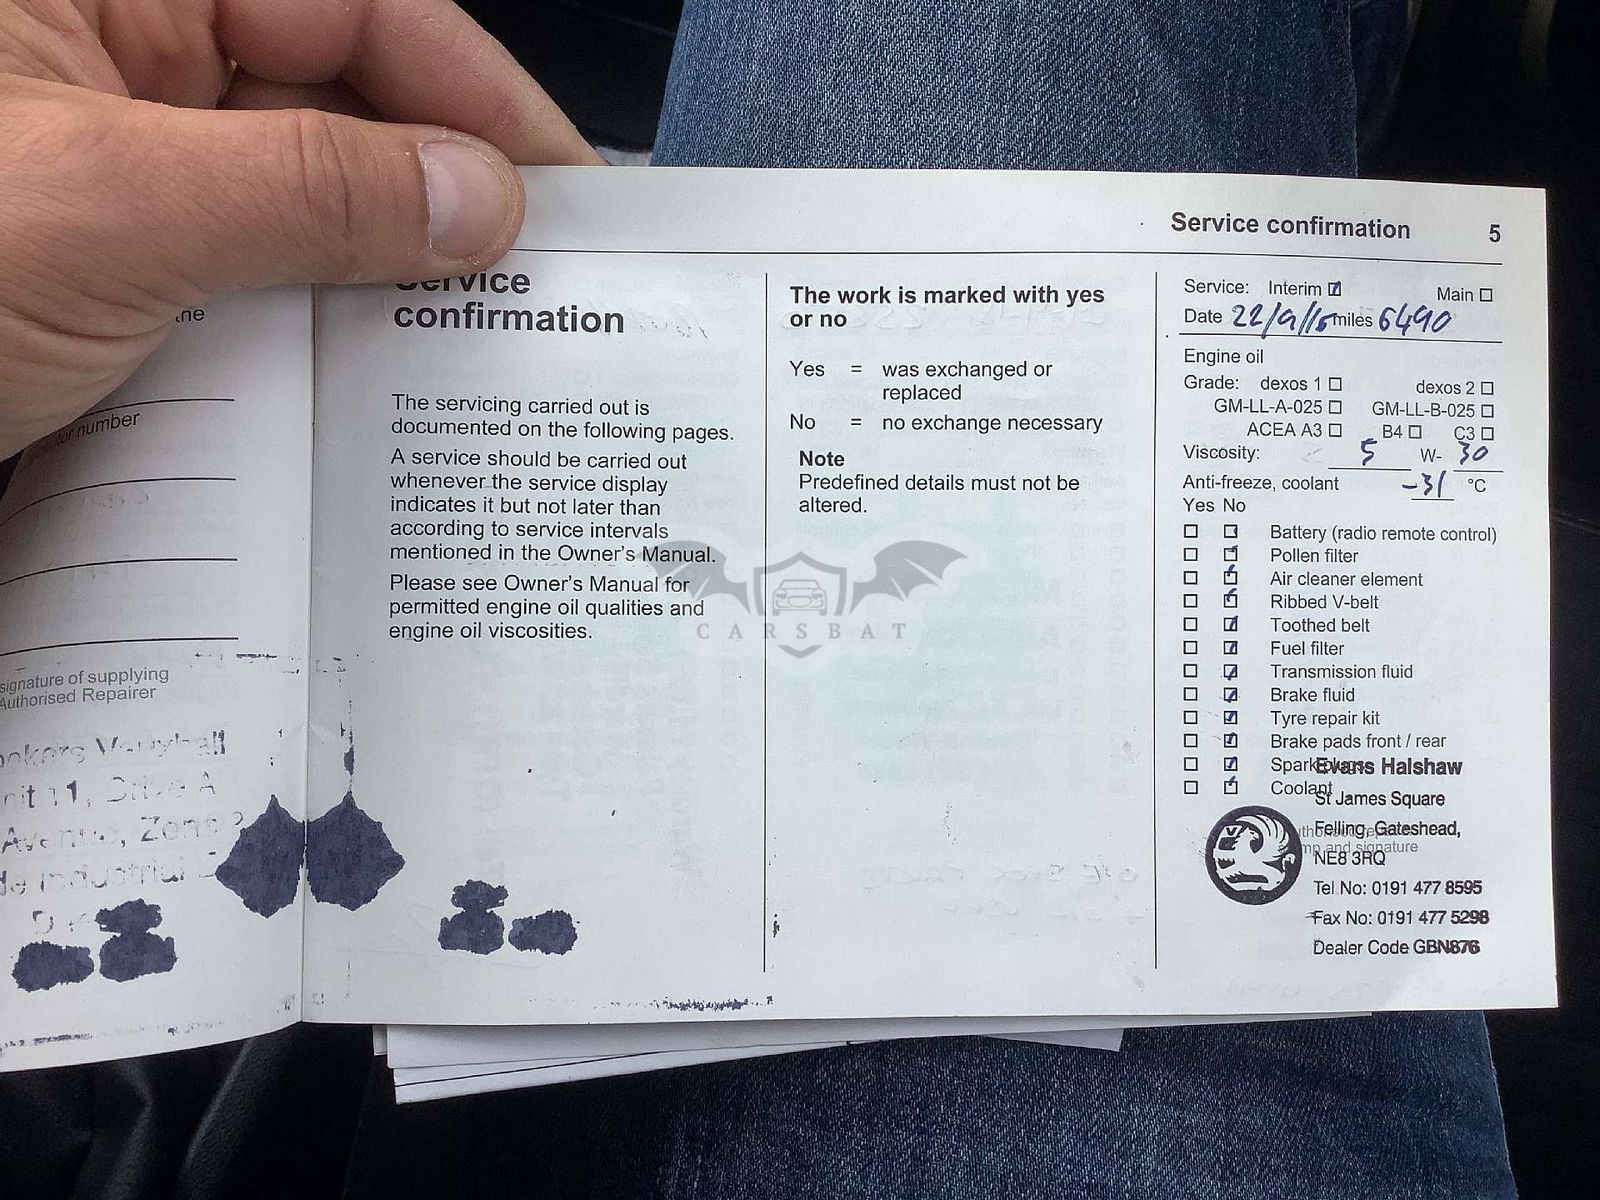 Service confirmation 5
the
number
signature of supplying
Authorised Repairer
Vauxhall
Service
confirmation
The servicing carried out is
documented on the following pages.
A service should be carried out
whenever the service display
indicates it but not later than
according to service intervals
mentioned in the Owner's Manual.
Please see Owner's Manual for
permitted engine oil qualities and
engine oil viscosities.
The work is marked with yes
or no
Yes = was exchanged or
replaced
No = no exchange necessary
Note
Predefined details must not be
altered.
CARSBAT
Service: Interim Main
Date 22/9/15 miles 6490
Engine oil
Grade: dexos 1 dexos 2
GM-LL-A-025 GM-LL-B-025
ACEA A3 B4 C3
Viscosity: 5 W- 30
Anti-freeze, coolant -31 °C
Yes No
Battery (radio remote control)
Pollen filter
Air cleaner element
Ribbed V-belt
Toothed belt
Fuel filter
Transmission fluid
Brake fluid
Tyre repair kit
Brake pads front / rear
Spark plugs
Evans Halshaw
Coolant
St James Square
Felling, Gateshead,
and signature
NE8 3RQ
Tel No: 0191 477 8595
Fax No: 0191 477 5298
Dealer Code GBN876